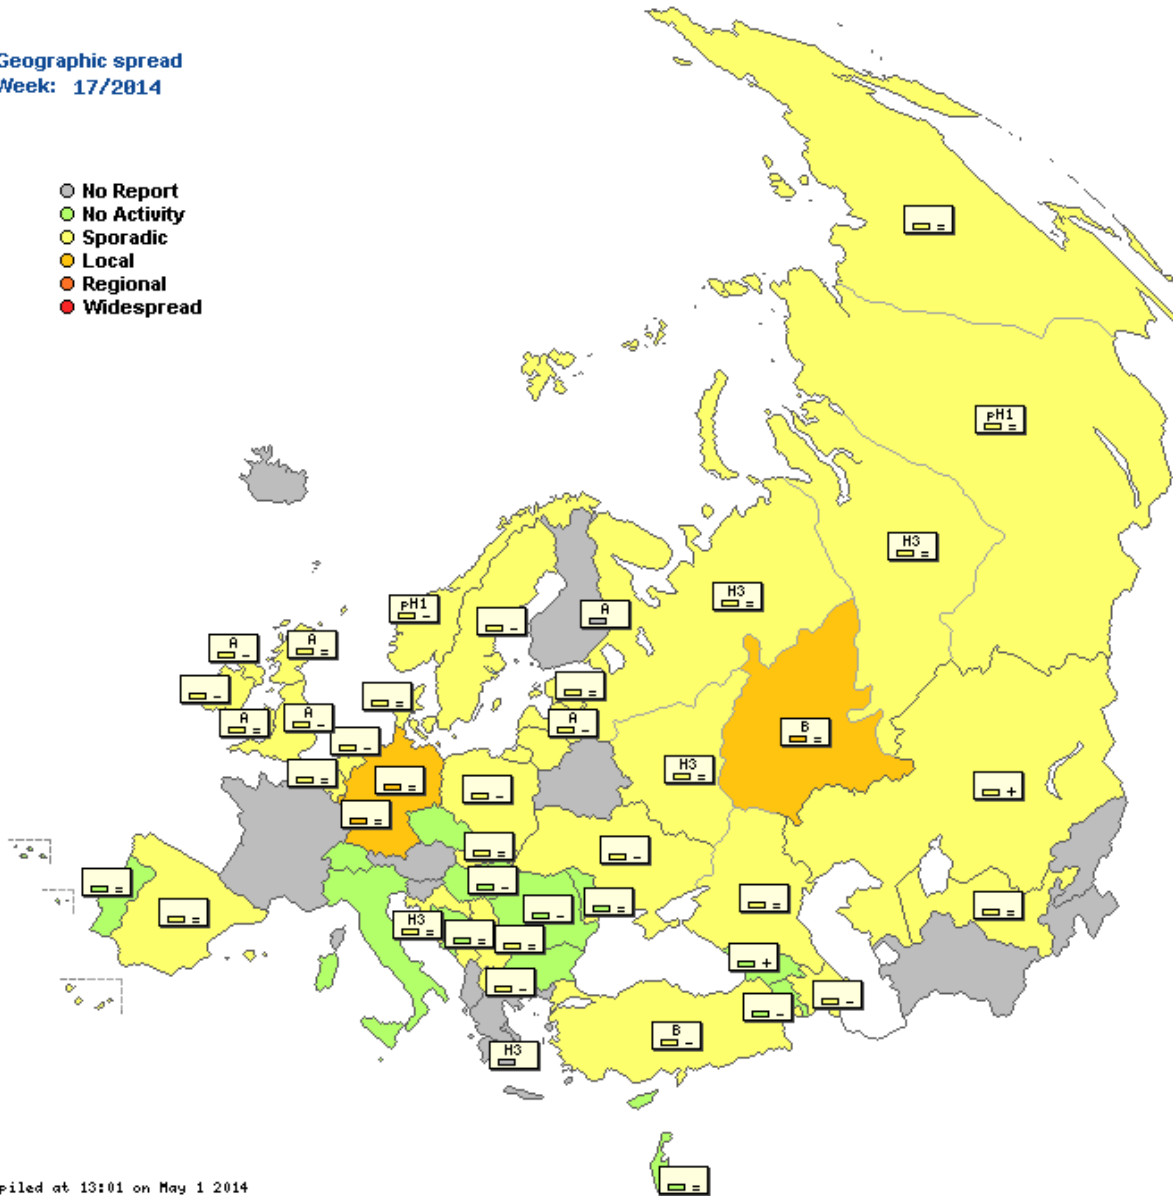 Geographic spread
Week: 17/2014
No Report
No Activity
Sporadic
Local
Regional
Widespread
=
pH1
=
H3
=
H3
=
pH1
-
-
A
A
-
A
=
-
=
=
A
=
A
-
A
-
-
B
=
H3
=
=
=
-
+
=
=
-
=
-
=
=
-
=
=
H3
=
=
=
+
-
-
-
B
-
H3
=
piled at 13:01 on May 1 2014